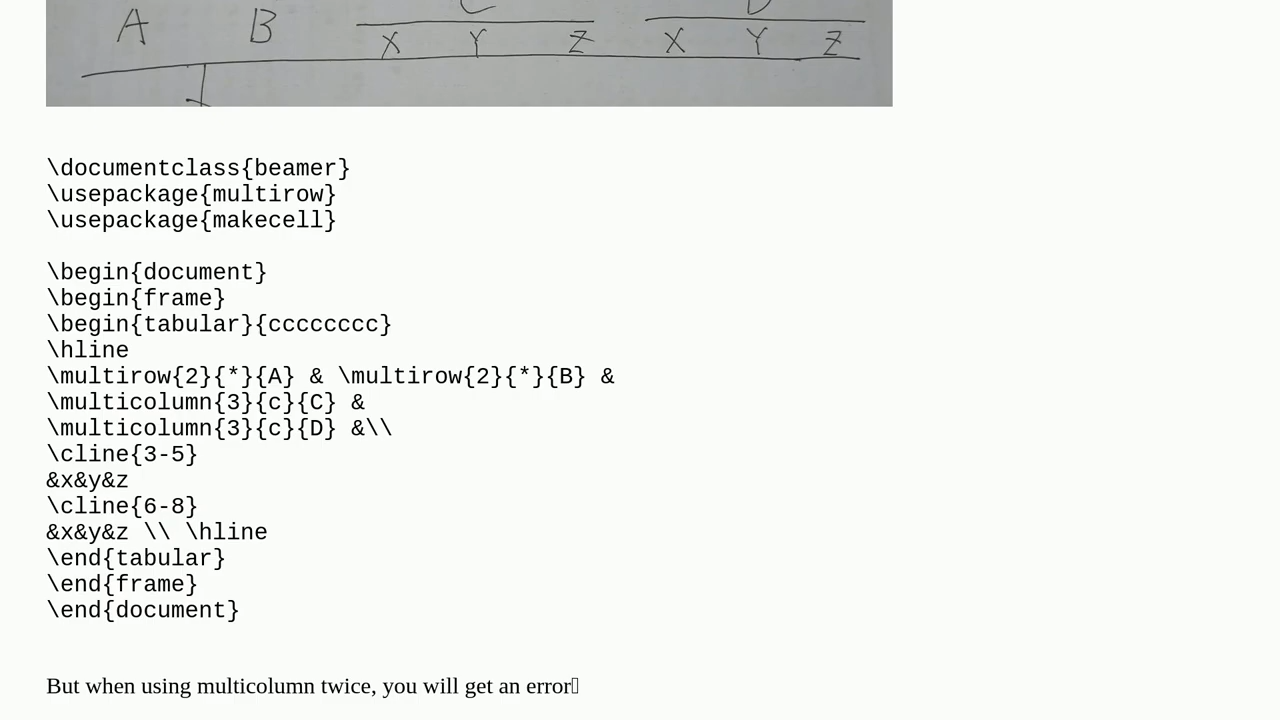 A B C D
X Y Z X Y Z
\documentclass{beamer}
\usepackage{multirow}
\usepackage{makecell}
\begin{document}
\begin{frame}
\begin{tabular}{cccccccc}
\hline
\multirow{2}{*}{A} & \multirow{2}{*}{B} &
\multicolumn{3}{c}{C} &
\multicolumn{3}{c}{D} &\\
\cline{3-5}
&x&y&z
\cline{6-8}
&x&y&z \\ \hline
\end{tabular}
\end{frame}
\end{document}
But when using multicolumn twice, you will get an error